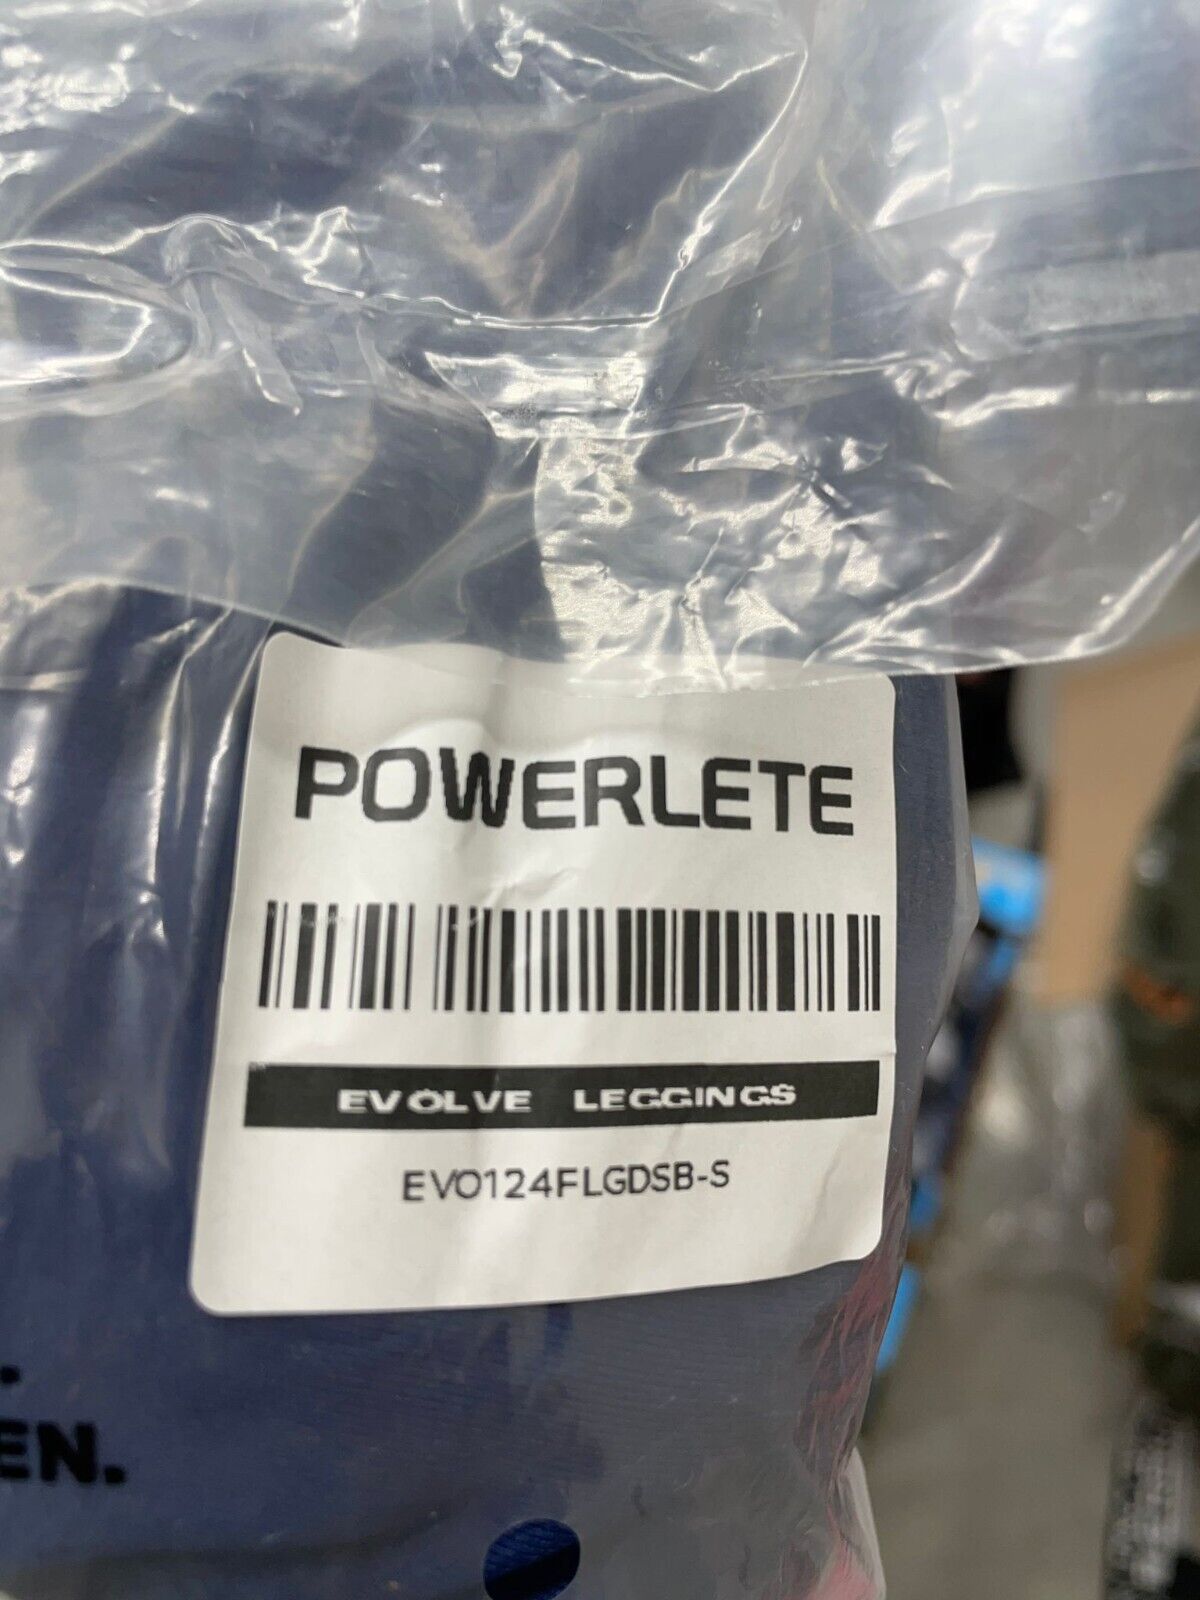 POWERLETE
EVOLVE LEGGINGS
EVO124FLGDSB-S
.
EN.